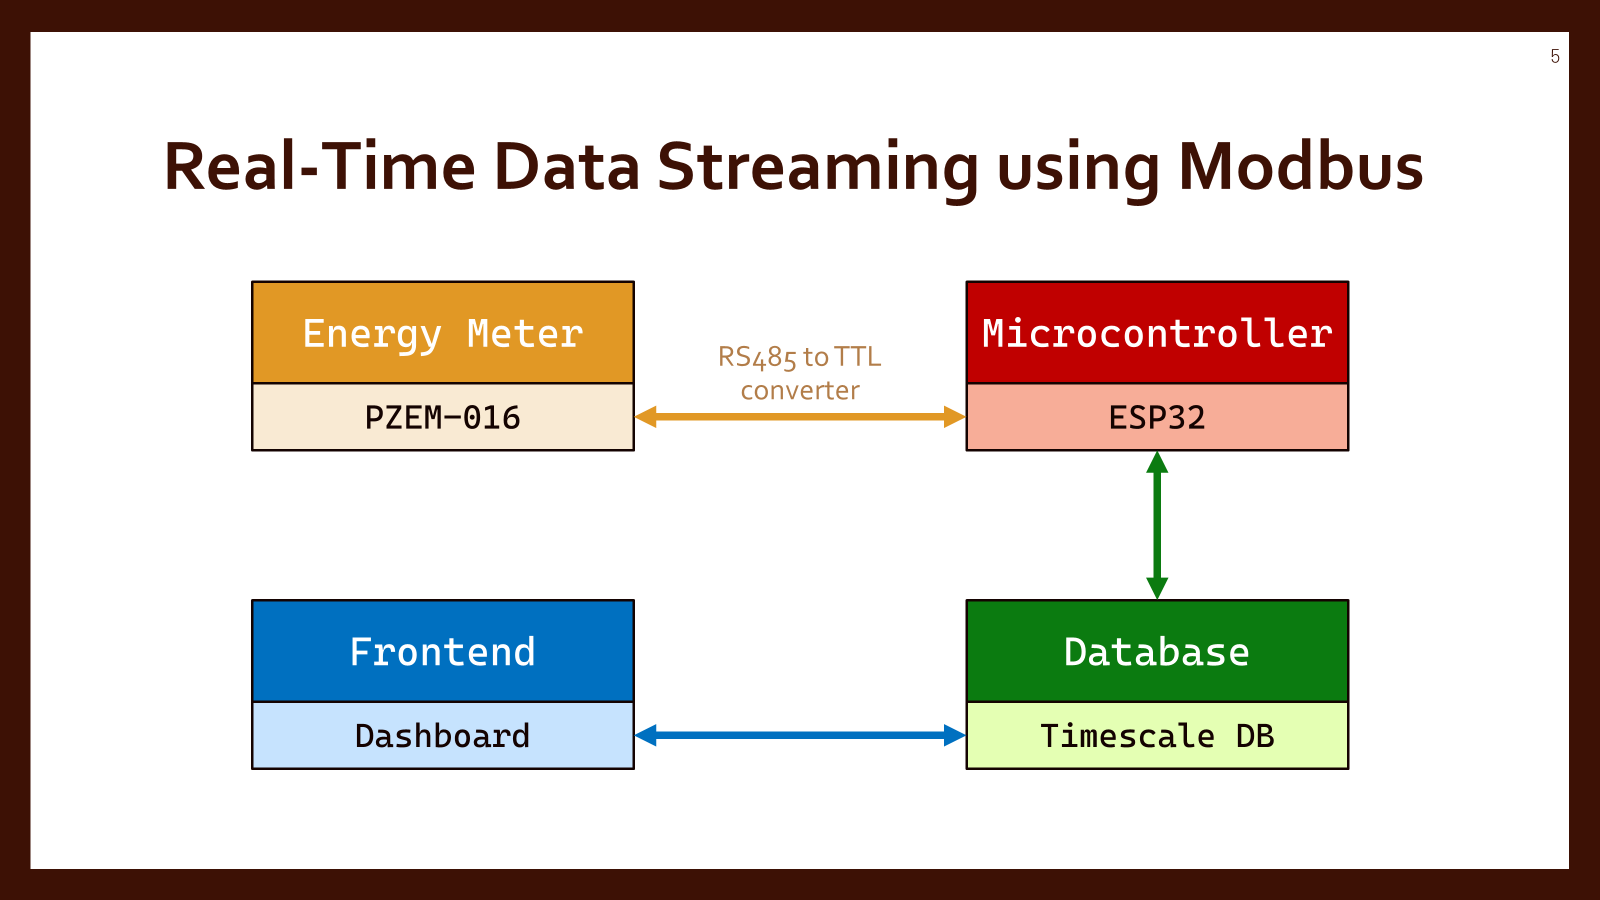 5
Real-Time Data Streaming using Modbus
Energy Meter
PZEM-016
RS485 to TTL
converter
Microcontroller
ESP32
Frontend
Dashboard
Database
Timescale DB